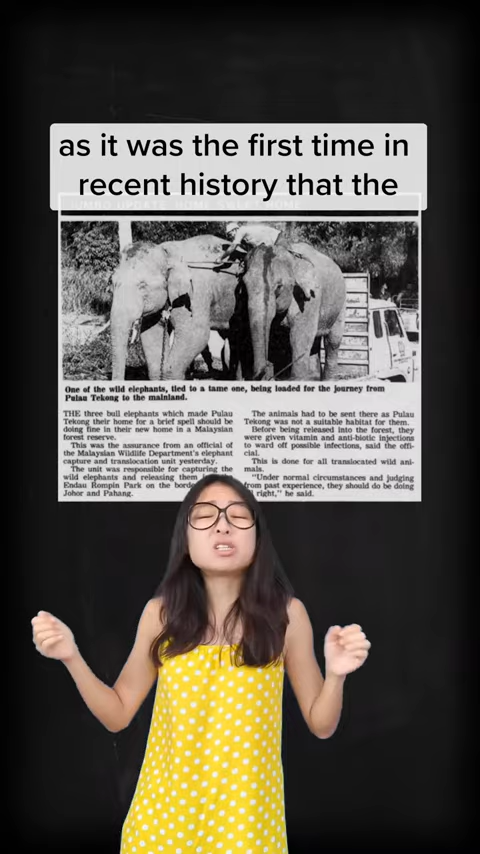 as it was the first time in
recent history that the
JUMBO UPDATE: HOME SWEET HOME
One of the wild elephants, tied to a tame one, being loaded for the journey from
Pulau Tekong to the mainland.
THE three bull elephants which made Pulau
Tekong their home for a brief spell should be
doing fine in their new home in a Malaysian
forest reserve.
This was the assurance from an official of
the Malaysian Wildlife Department's elephant
capture and translocation unit yesterday.
The unit was responsible for capturing the
wild elephants and releasing them
Endau Rompin Park on the
Johor and Pahang.
The animals had to be sent there as Pulau
Tekong was not a suitable habitat for them.
Before being released into the forest, they
were given vitamin and anti-biotic injections
to ward off possible infections, said the offi-
cial.
This is done for all translocated wild ani-
mals.
"Under normal circumstances and judging
from past experience, they should do be doing
right," he said.